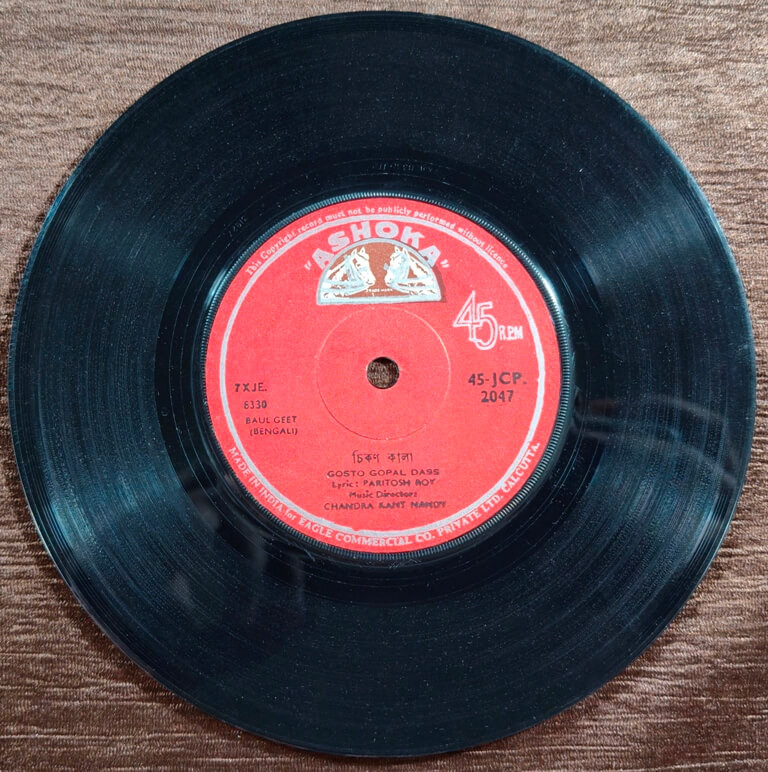 This Copyright record must not be publicly performed without licence
"ASHOKA"
TRADE MARK
45 R.P.M
7XJE.
6330
BAUL GEET
(BENGALI)
45-JCP.
2047
চিকণ কালা
GOSTO GOPAL DASS
Lyric: PARITOSH ROY
Music Director:
CHANDRA KANT NANDY
MADE IN INDIA for EAGLE COMMERCIAL CO. PRIVATE LTD. CALCUTTA.